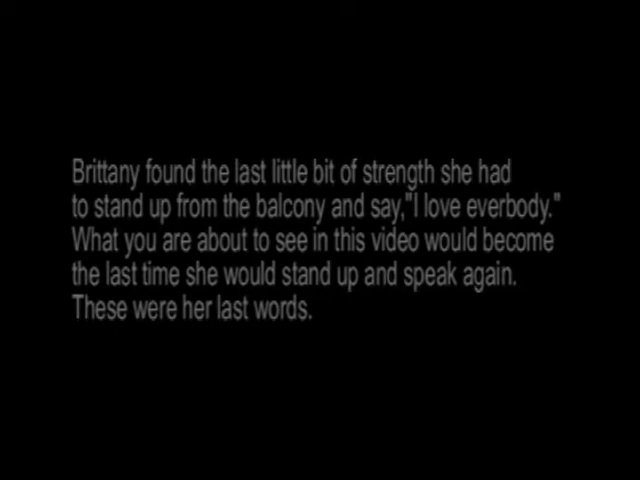 Brittany found the last little bit of strength she had
to stand up from the balcony and say,"I love everbody."
What you are about to see in this video would become
the last time she would stand up and speak again.
These were her last words.